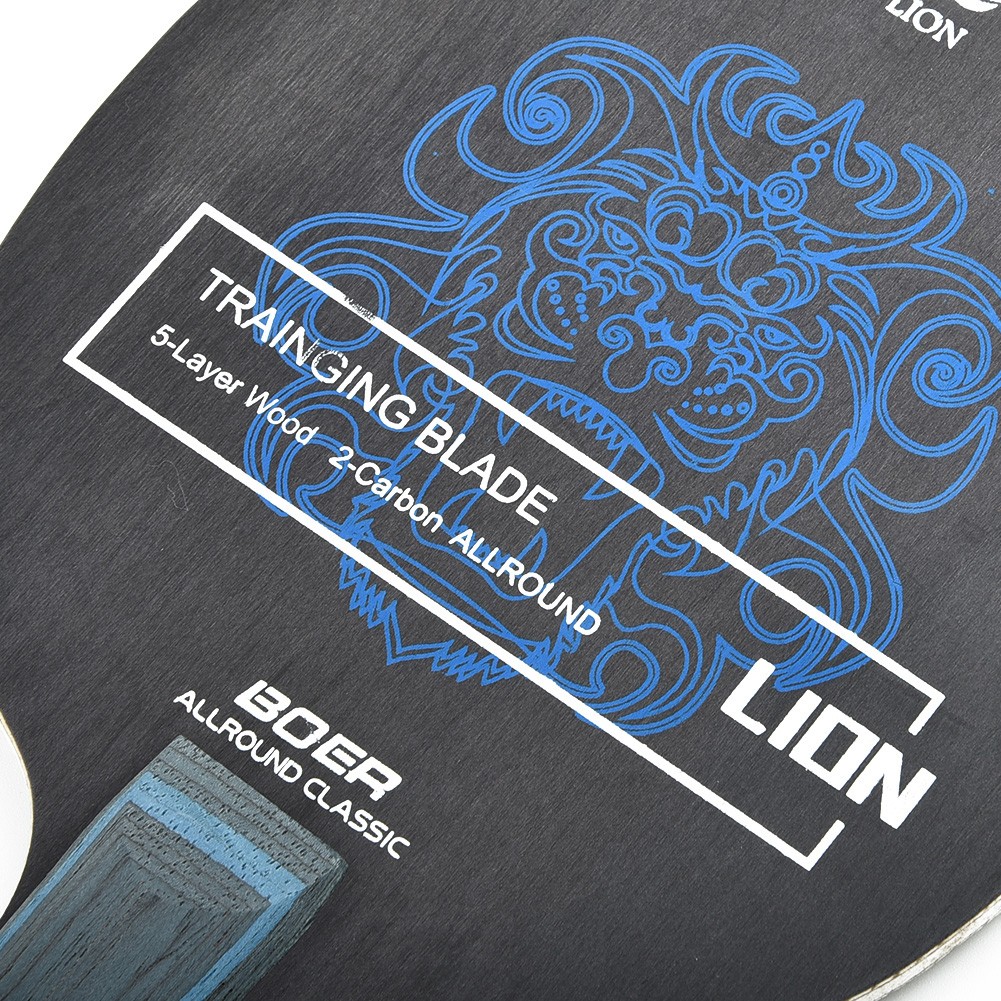 LION
TRAINGING BLADE
5-Layer Wood 2-Carbon ALLROUND
LION
BOER
ALLROUND CLASSIC